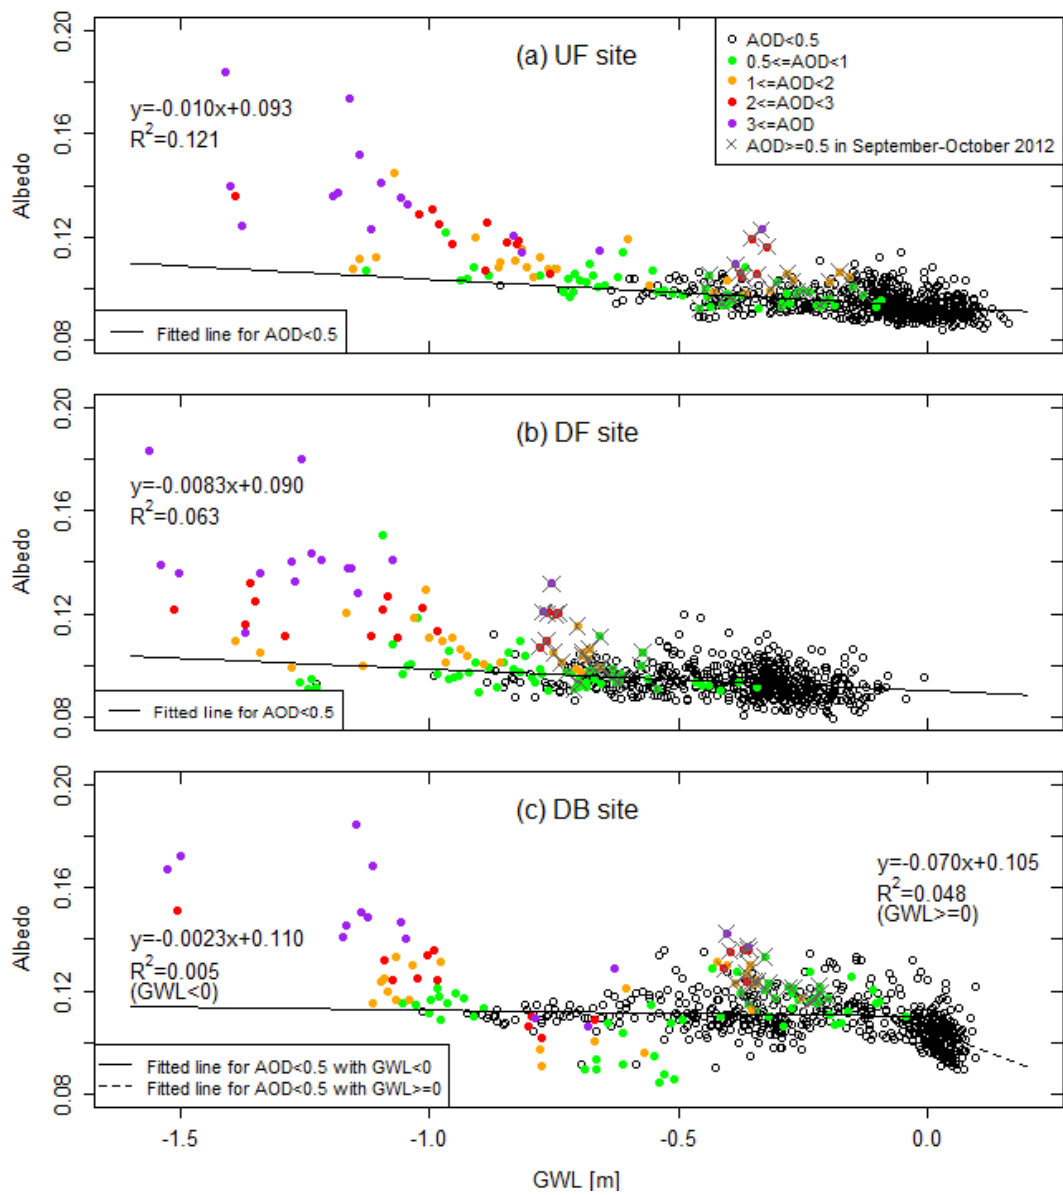 (a) UF site
y=-0.010x+0.093
R²=0.121
AOD<0.5
0.5<=AOD<1
1<=AOD<2
2<=AOD<3
3<=AOD
AOD>=0.5 in September-October 2012
Fitted line for AOD<0.5
Albedo
0.20
0.16
0.12
0.08
(b) DF site
y=-0.0083x+0.090
R²=0.063
Fitted line for AOD<0.5
Albedo
0.20
0.16
0.12
0.08
(c) DB site
y=-0.070x+0.105
R²=0.048
(GWL>=0)
y=-0.0023x+0.110
R²=0.005
(GWL<0)
Fitted line for AOD<0.5 with GWL<0
Fitted line for AOD<0.5 with GWL>=0
Albedo
0.20
0.16
0.12
0.08
-1.5 -1.0 -0.5 0.0
GWL [m]